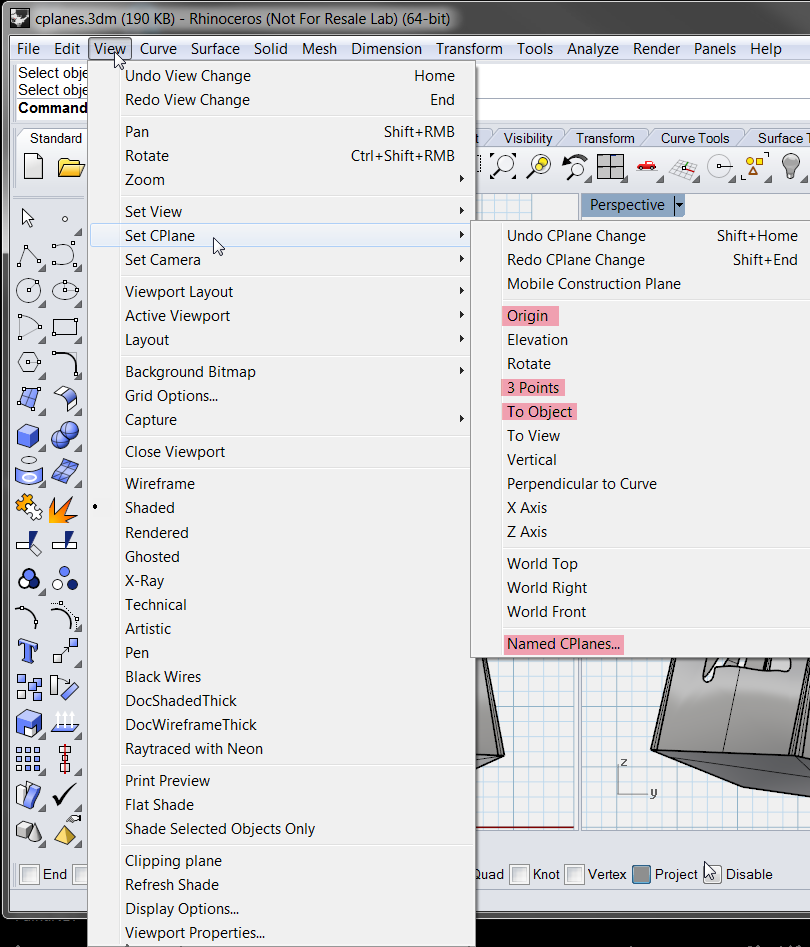 cplanes.3dm (190 KB) - Rhinoceros (Not For Resale Lab) (64-bit)
File Edit View Curve Surface Solid Mesh Dimension Transform Tools Analyze Render Panels Help
Select obje
Select obje
Command
Standard
Visibility Transform Curve Tools Surface T
Perspective
Undo View Change Home
Redo View Change End
Pan Shift+RMB
Rotate Ctrl+Shift+RMB
Zoom
Set View
Set CPlane
Set Camera
Viewport Layout
Active Viewport
Layout
Background Bitmap
Grid Options...
Capture
Close Viewport
Wireframe
Shaded
Rendered
Ghosted
X-Ray
Technical
Artistic
Pen
Black Wires
DocShadedThick
DocWireframeThick
Raytraced with Neon
Print Preview
Flat Shade
Shade Selected Objects Only
Clipping plane
Refresh Shade
Display Options...
Viewport Properties...
Undo CPlane Change Shift+Home
Redo CPlane Change Shift+End
Mobile Construction Plane
Origin
Elevation
Rotate
3 Points
To Object
To View
Vertical
Perpendicular to Curve
X Axis
Z Axis
World Top
World Right
World Front
Named CPlanes...
z
y
End
Quad Knot Vertex Project Disable